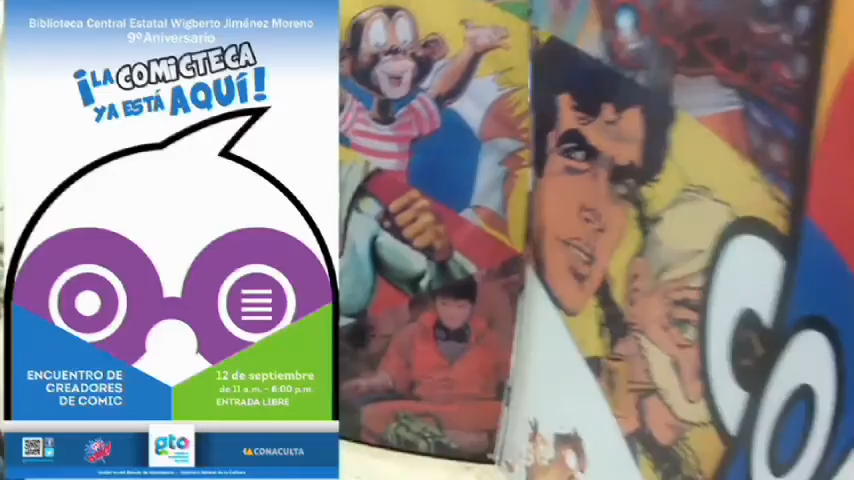 Biblioteca Central Estatal Wigberto Jiménez Moreno
9º Aniversario
¡LA COMICTECA
YA ESTÁ AQUÍ!
ENCUENTRO DE
CREADORES
DE COMIC
12 de septiembre
de 11 a.m. - 6:00 p.m.
ENTRADA LIBRE
gto
CONACULTA
CO